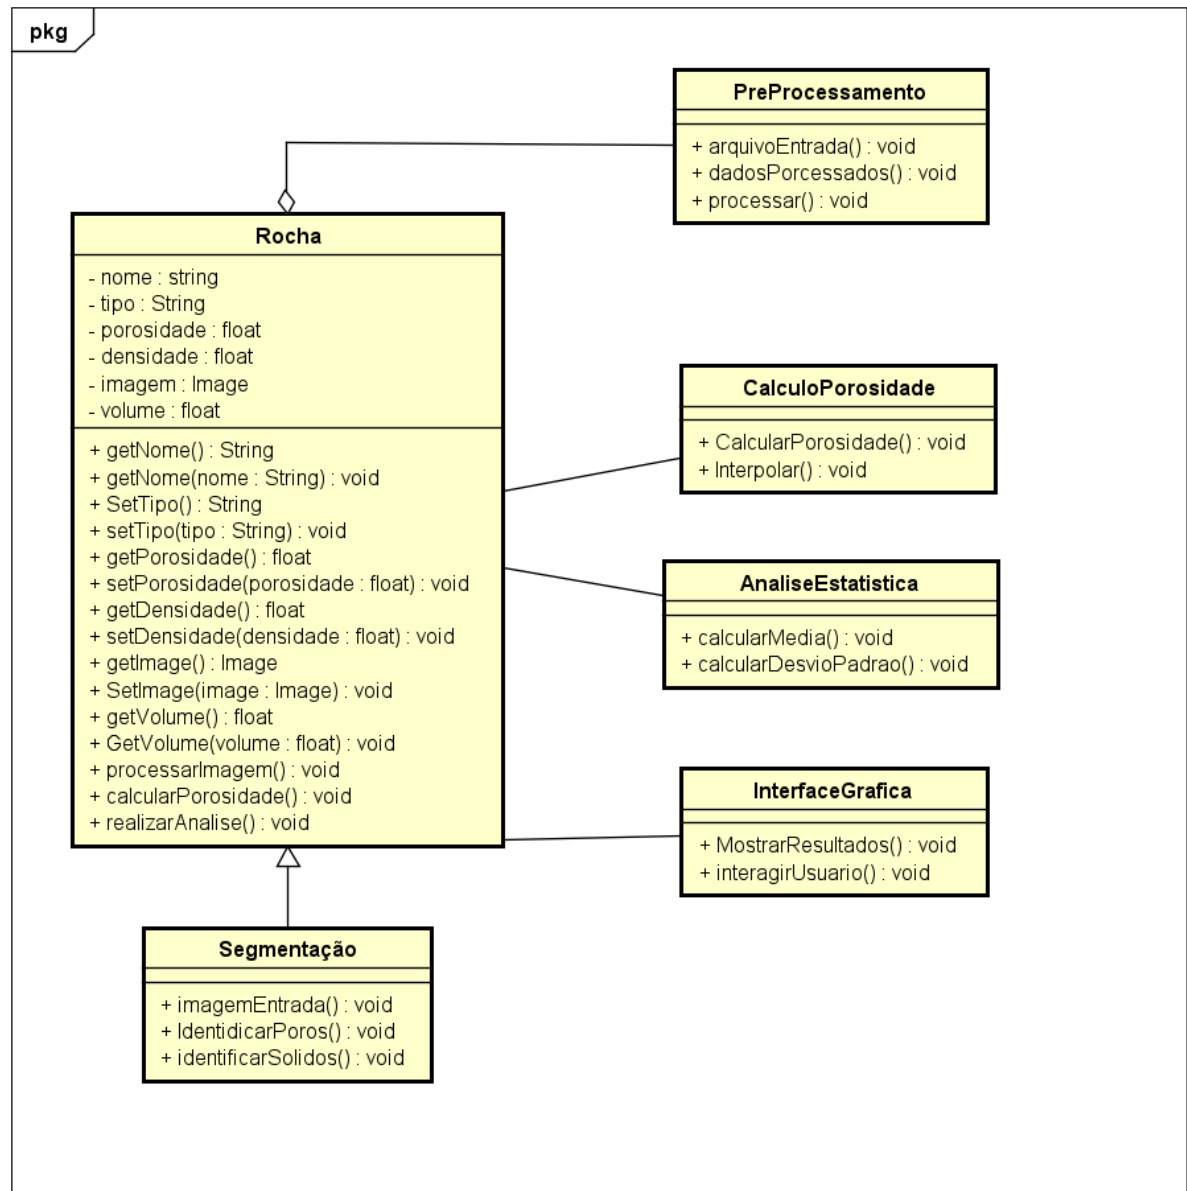 pkg
PreProcessamento
+ arquivoEntrada() : void
+ dadosPorcessados() : void
+ processar() : void
Rocha
- nome : string
- tipo : String
- porosidade : float
- densidade : float
- imagem : Image
- volume : float
+ getNome() : String
+ getNome(nome : String) : void
+ SetTipo() : String
+ setTipo(tipo : String) : void
+ getPorosidade() : float
+ setPorosidade(porosidade : float) : void
+ getDensidade() : float
+ setDensidade(densidade : float) : void
+ getImage() : Image
+ SetImage(image : Image) : void
+ getVolume() : float
+ GetVolume(volume : float) : void
+ processarImagem() : void
+ calcularPorosidade() : void
+ realizarAnalise() : void
CalculoPorosidade
+ CalcularPorosidade() : void
+ Interpolar() : void
AnaliseEstatistica
+ calcularMedia() : void
+ calcularDesvioPadrao() : void
InterfaceGrafica
+ MostrarResultados() : void
+ interagirUsuario() : void
Segmentação
+ imagemEntrada() : void
+ IdentidicarPoros() : void
+ identificarSolidos() : void